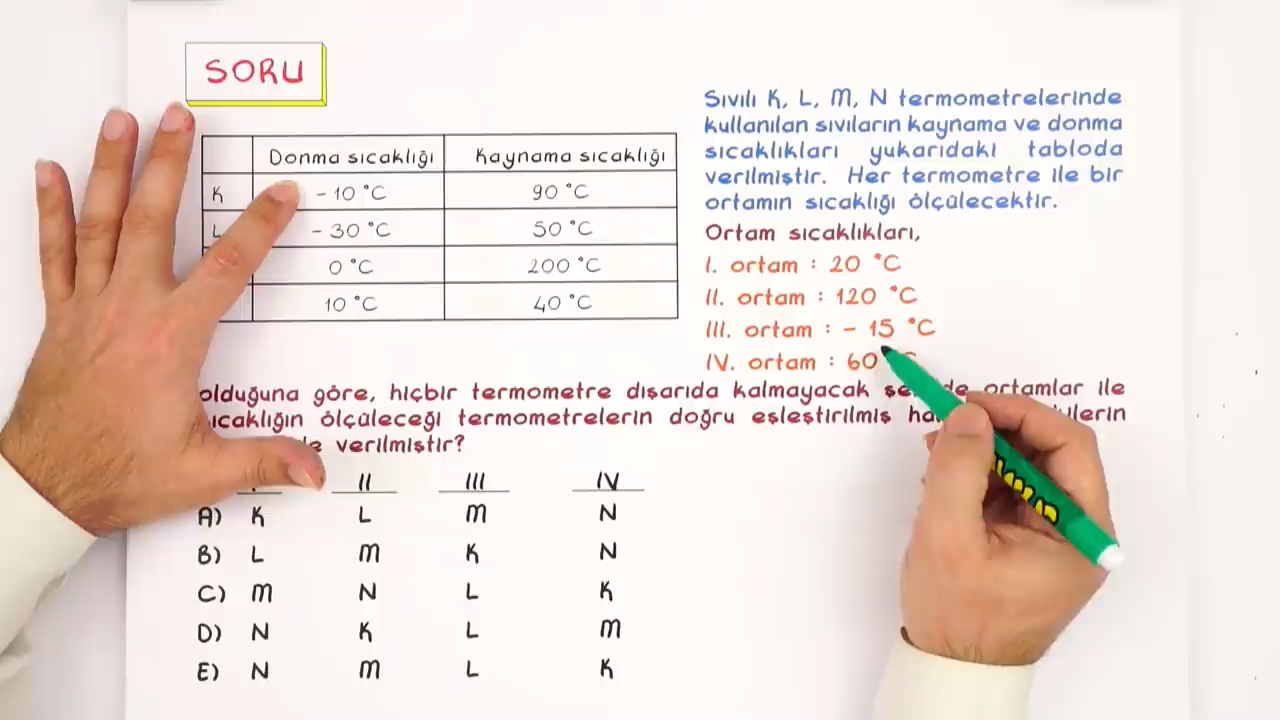 SORU
Donma sıcaklığı Kaynama sıcaklığı
K - 10 °C 90 °C
L - 30 °C 50 °C
0 °C 200 °C
10 °C 40 °C
Sıvılı K, L, M, N termometrelerinde
kullanılan sıvıların kaynama ve donma
sıcaklıkları yukarıdaki tabloda
verilmiştir. Her termometre ile bir
ortamın sıcaklığı ölçülecektir.
Ortam sıcaklıkları,
I. ortam : 20 °C
II. ortam : 120 °C
III. ortam : - 15 °C
IV. ortam : 60
olduğuna göre, hiçbir termometre dışarıda kalmayacak ortamlar ile
sıcaklığın ölçüleceği termometrelerin doğru eşleştirilmiş
verilmiştir?
II III IV
A) K L M N
B) L M K N
C) M N L K
D) N K L M
E) N M L K